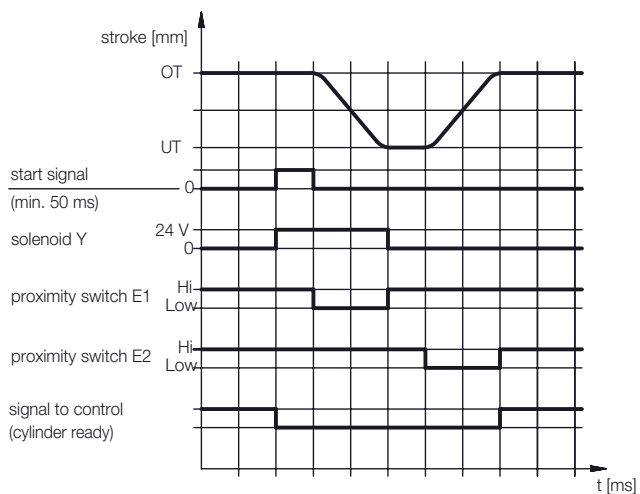 stroke [mm]
OT
UT
start signal
(min. 50 ms)
0
solenoid Y
24 V
0
proximity switch E1
Hi
Low
proximity switch E2
Hi
Low
signal to control
(cylinder ready)
t [ms]